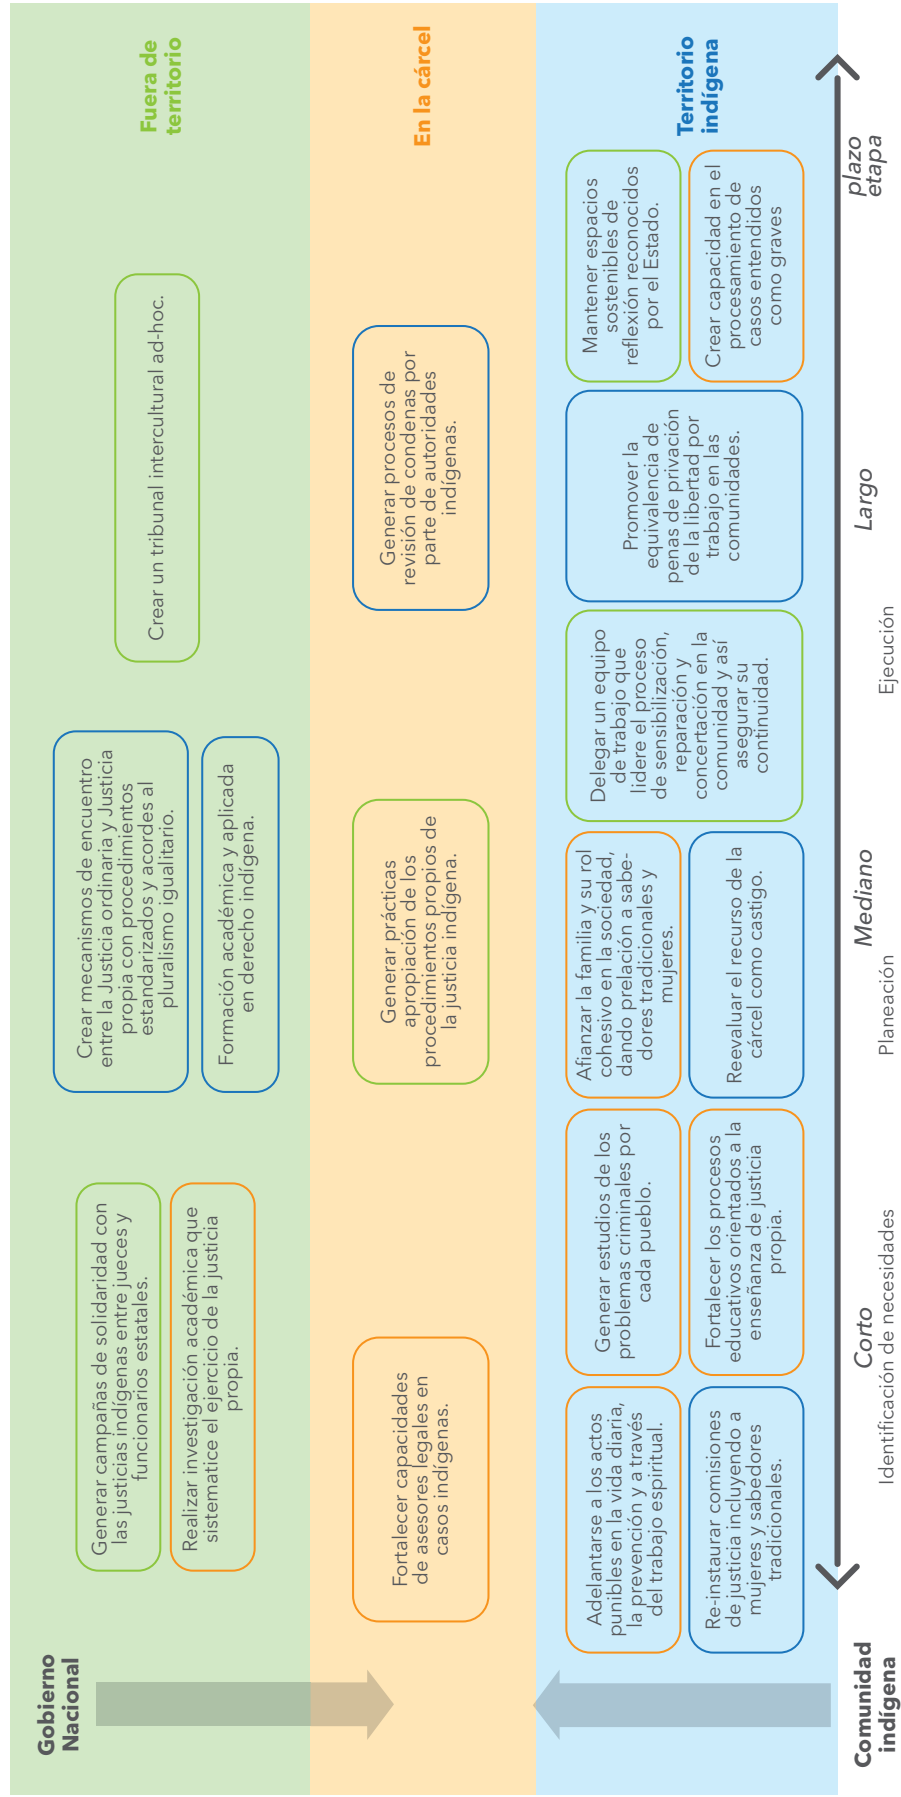 Gobierno
Nacional
Fuera de
territorio
Generar campañas de solidaridad con
las justicias indígenas entre jueces y
funcionarios estatales.
Realizar investigación académica que
sistematice el ejercicio de la justicia
propia.
Crear mecanismos de encuentro
entre la Justicia ordinaria y Justicia
propia con procedimientos
estandarizados y acordes al
pluralismo igualitario.
Formación académica y aplicada
en derecho indígena.
Crear un tribunal intercultural ad-hoc.
En la cárcel
Fortalecer capacidades
de asesores legales en
casos indígenas.
Generar prácticas
apropiación de los
procedimientos propios de
la justicia indígena.
Generar procesos de
revisión de condenas por
parte de autoridades
indígenas.
Territorio
indígena
Adelantarse a los actos
punibles en la vida diaria,
la prevención y a través
del trabajo espiritual.
Re-instaurar comisiones
de justicia incluyendo a
mujeres y sabedores
tradicionales.
Generar estudios de los
problemas criminales por
cada pueblo.
Fortalecer los procesos
educativos orientados a la
enseñanza de justicia
propia.
Afianzar la familia y su rol
cohesivo en la sociedad,
dando prelación a sabe-
dores tradicionales y
mujeres.
Reevaluar el recurso de la
cárcel como castigo.
Delegar un equipo
de trabajo que
lidere el proceso
de sensibilización,
reparación y
concertación en la
comunidad y así
asegurar su
continuidad.
Promover la
equivalencia de
penas de privación
de la libertad por
trabajo en las
comunidades.
Mantener espacios
sostenibles de
reflexión reconocidos
por el Estado.
Crear capacidad en el
procesamiento de
casos entendidos
como graves
Comunidad
indígena
Corto
Identificación de necesidades
Mediano
Planeación
Largo
Ejecución
plazo
etapa